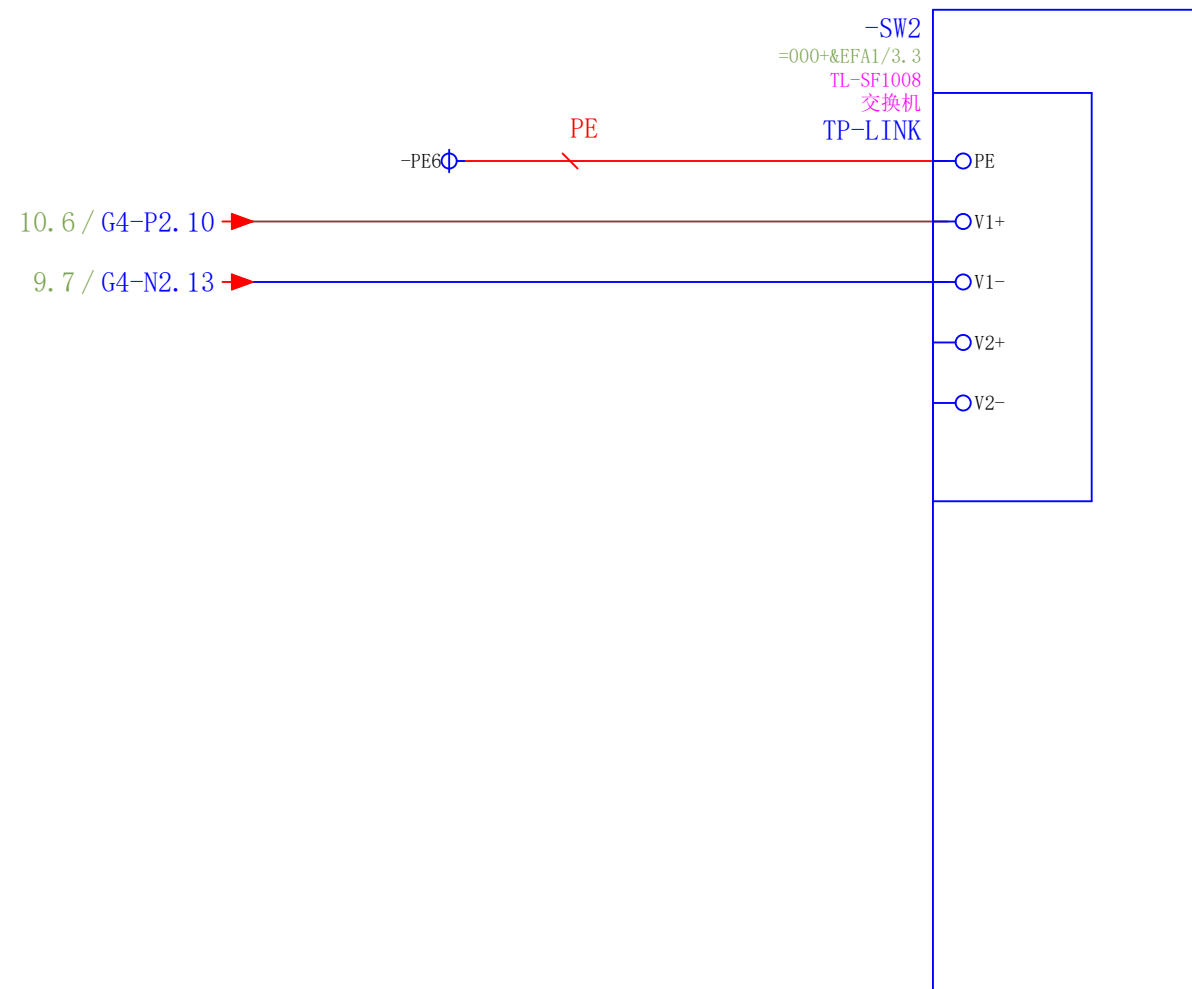 -SW2
=000+&EFA1/3.3
TL-SF1008
交换机
TP-LINK
PE
-PE6
PE
10.6/G4-P2.10
V1+
9.7/G4-N2.13
V1-
V2+
V2-